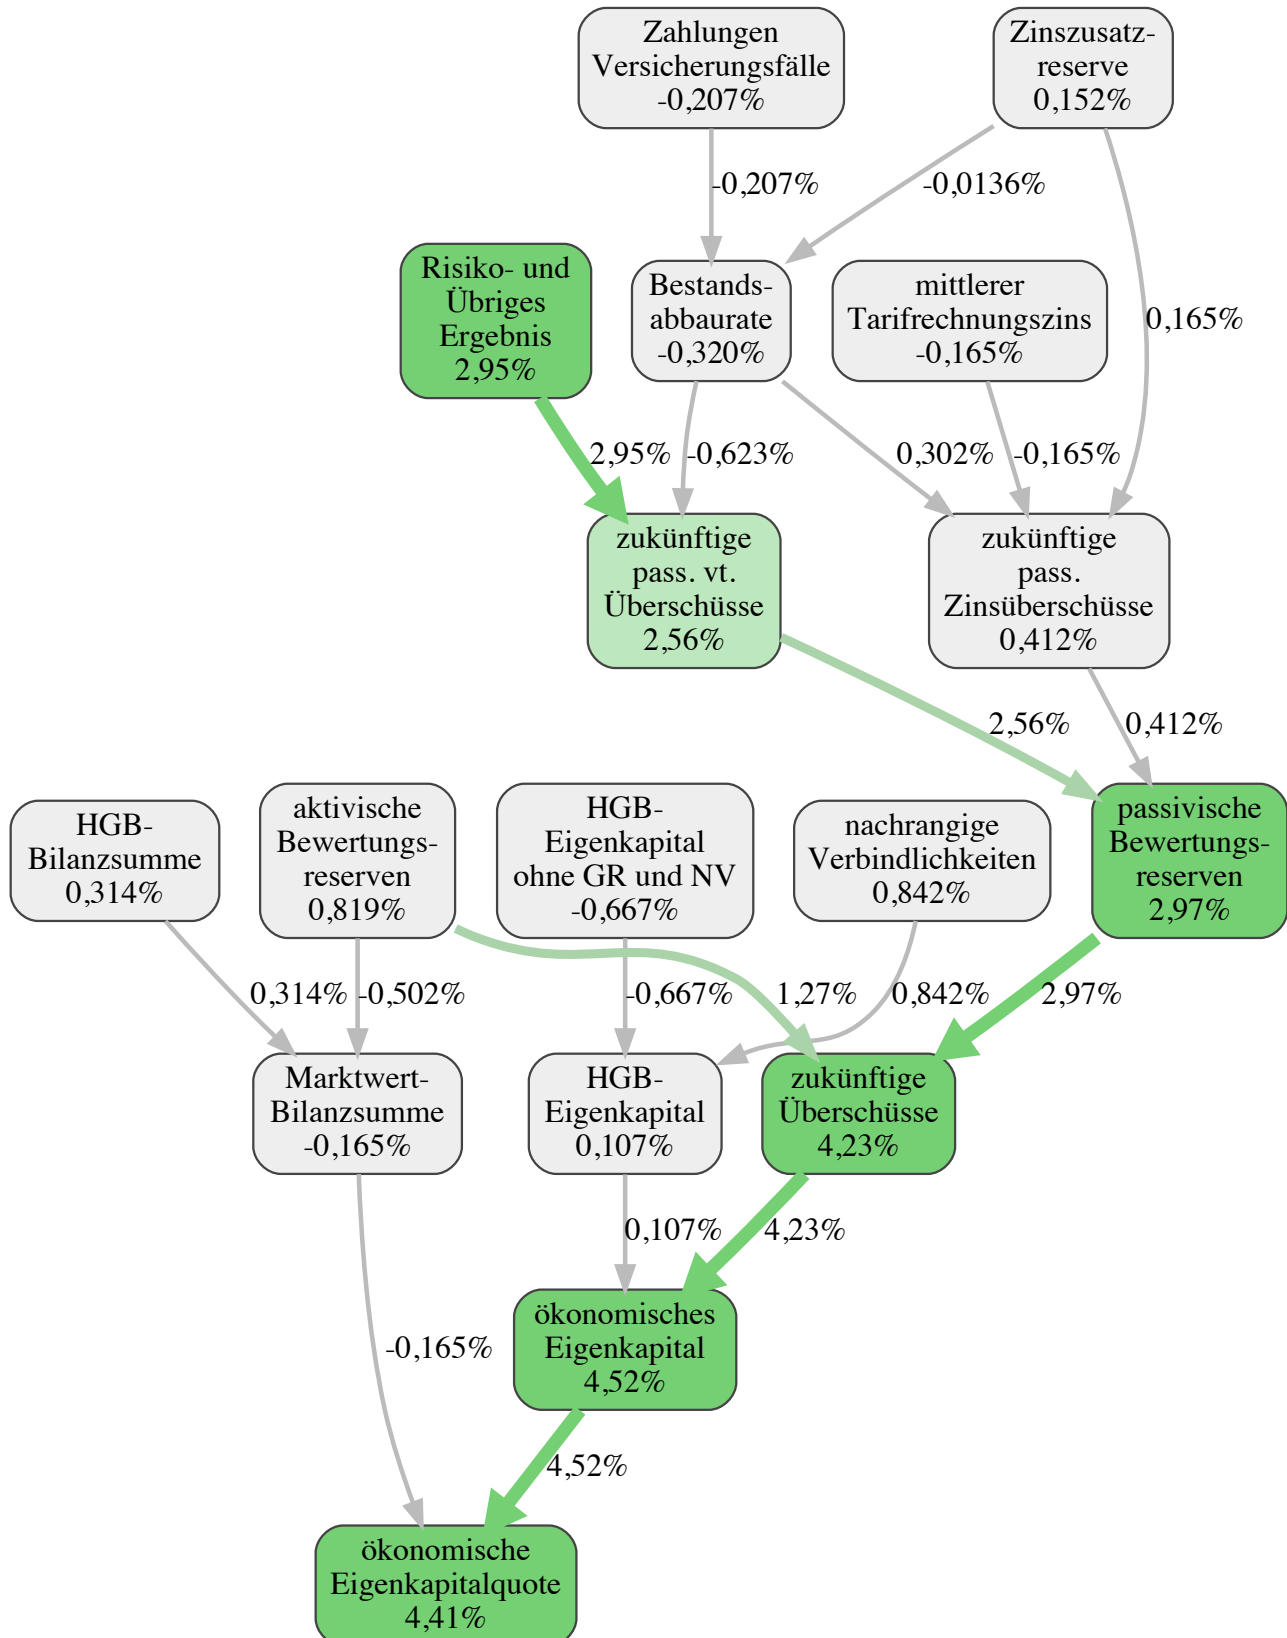 Zahlungen
Versicherungsfälle
-0,207%
Zinszusatz-
reserve
0,152%
-0,207%
-0,0136%
Risiko- und
Übriges
Ergebnis
2,95%
Bestands-
abbaurate
-0,320%
mittlerer
Tarifrechnungszins
-0,165%
0,165%
2,95%
-0,623%
0,302%
-0,165%
zukünftige
pass. vt.
Überschüsse
2,56%
zukünftige
pass.
Zinsüberschüsse
0,412%
2,56%
0,412%
HGB-
Bilanzsumme
0,314%
aktivische
Bewertungs-
reserven
0,819%
HGB-
Eigenkapital
ohne GR und NV
-0,667%
nachrangige
Verbindlichkeiten
0,842%
passivische
Bewertungs-
reserven
2,97%
0,314%
-0,502%
-0,667%
1,27%
0,842%
2,97%
Marktwert-
Bilanzsumme
-0,165%
HGB-
Eigenkapital
0,107%
zukünftige
Überschüsse
4,23%
0,107%
4,23%
ökonomisches
Eigenkapital
4,52%
-0,165%
4,52%
ökonomische
Eigenkapitalquote
4,41%